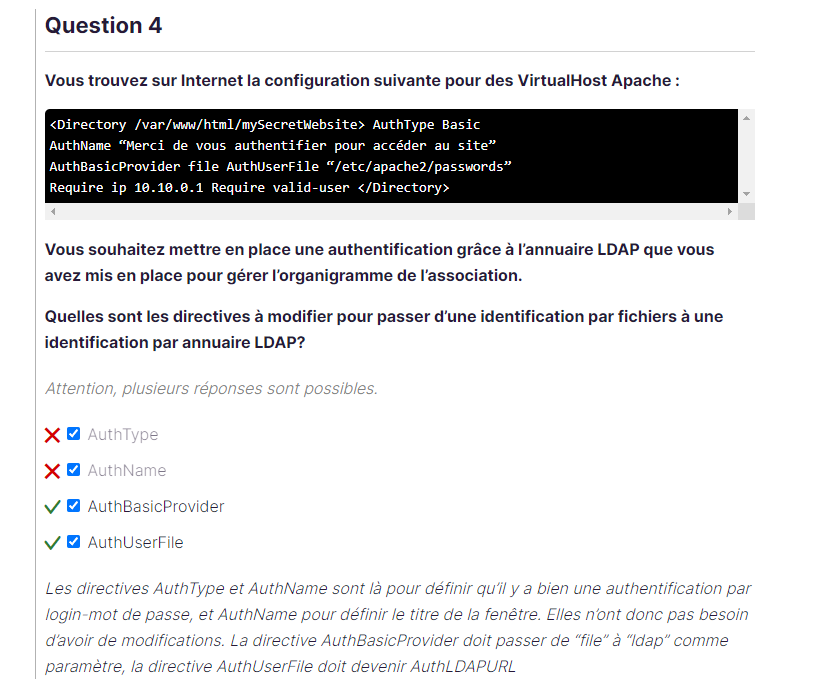 Question 4
Vous trouvez sur Internet la configuration suivante pour des VirtualHost Apache :
<Directory /var/www/html/mySecretWebsite> AuthType Basic
AuthName “Merci de vous authentifier pour accéder au site”
AuthBasicProvider file AuthUserFile “/etc/apache2/passwords”
Require ip 10.10.0.1 Require valid-user </Directory>
Vous souhaitez mettre en place une authentification grâce à l’annuaire LDAP que vous
avez mis en place pour gérer l’organigramme de l’association.
Quelles sont les directives à modifier pour passer d’une identification par fichiers à une
identification par annuaire LDAP?
Attention, plusieurs réponses sont possibles.
AuthType
AuthName
AuthBasicProvider
AuthUserFile
Les directives AuthType et AuthName sont là pour définir qu’il y a bien une authentification par
login-mot de passe, et AuthName pour définir le titre de la fenêtre. Elles n’ont donc pas besoin
d’avoir de modifications. La directive AuthBasicProvider doit passer de “file” à “ldap” comme
paramètre, la directive AuthUserFile doit devenir AuthLDAPURL